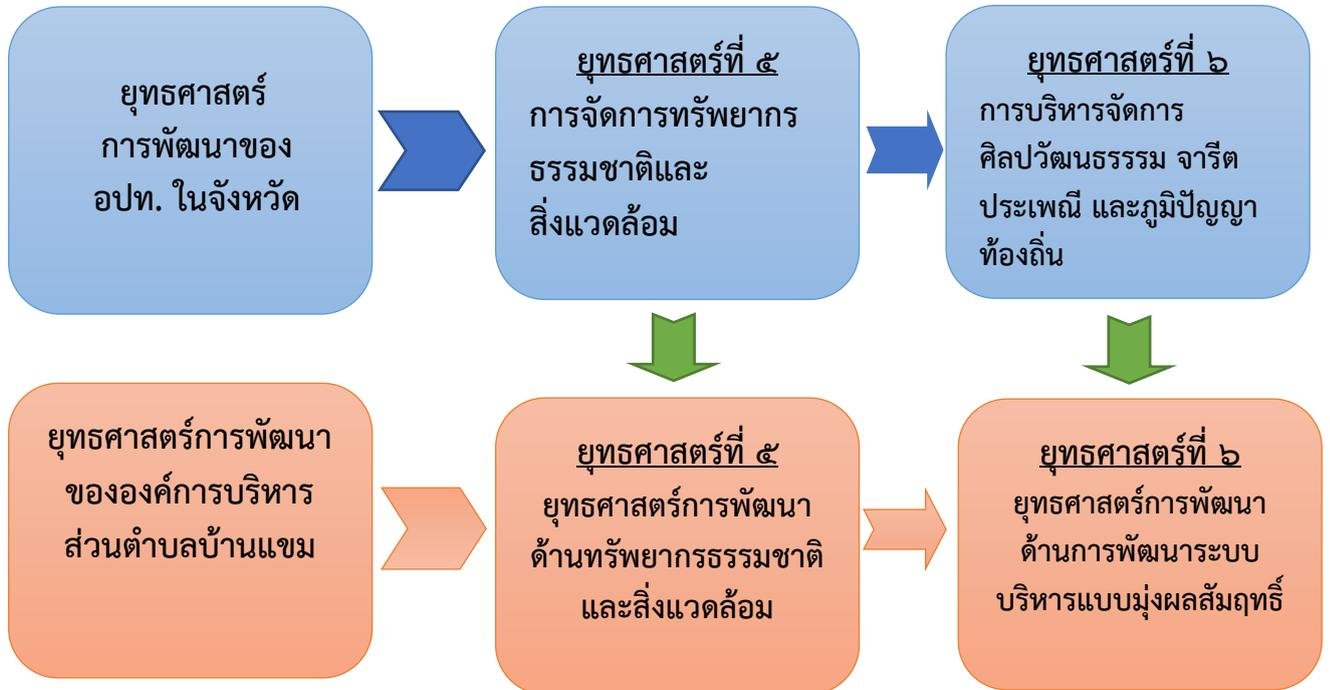 ยุทธศาสตร์
การพัฒนาของ
อปท. ในจังหวัด
ยุทธศาสตร์ที่ ๕
การจัดการทรัพยากร
ธรรมชาติและ
สิ่งแวดล้อม
ยุทธศาสตร์ที่ ๖
การบริหารจัดการ
ศิลปวัฒนธรรรม จารีต
ประเพณี และภูมิปัญญา
ท้องถิ่น
ยุทธศาสตร์การพัฒนา
ขององค์การบริหาร
ส่วนตำบลบ้านแขม
ยุทธศาสตร์ที่ ๕
ยุทธศาสตร์การพัฒนา
ด้านทรัพยากรธรรมชาติ
และสิ่งแวดล้อม
ยุทธศาสตร์ที่ ๖
ยุทธศาสตร์การพัฒนา
ด้านการพัฒนาระบบ
บริหารแบบมุ่งผลสัมฤทธิ์